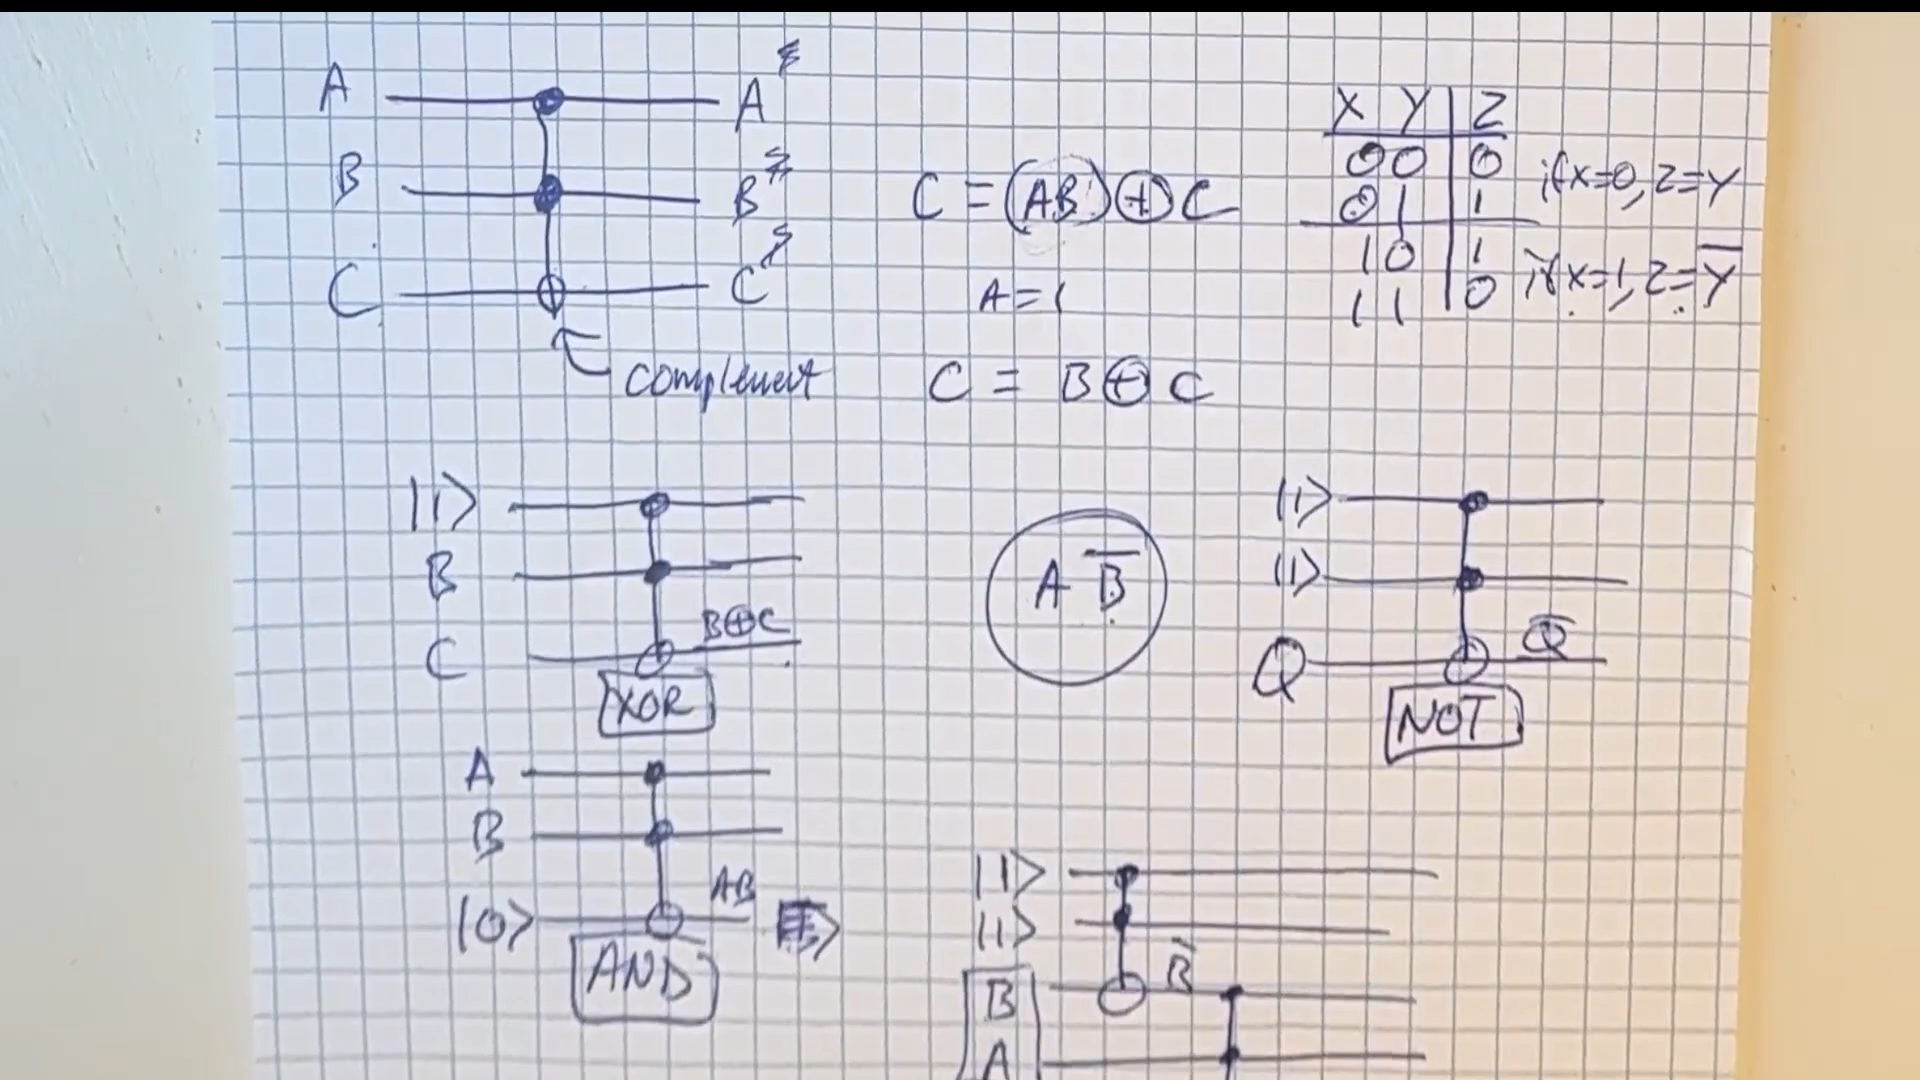 A A*
B B*
C C*
complement
C = (AB) ⊕ C
A = 1
C = B ⊕ C
X Y Z
0 0 0
0 1 1
1 0 1
1 1 0
if x=0, Z=Y
if x=1, Z=Y̅
|1>
B
C B⊕C
XOR
A B̅
|1>
|1>
Q Q̅
NOT
A
B
|0> AB
AND
|1>
|1>
B B̅
A